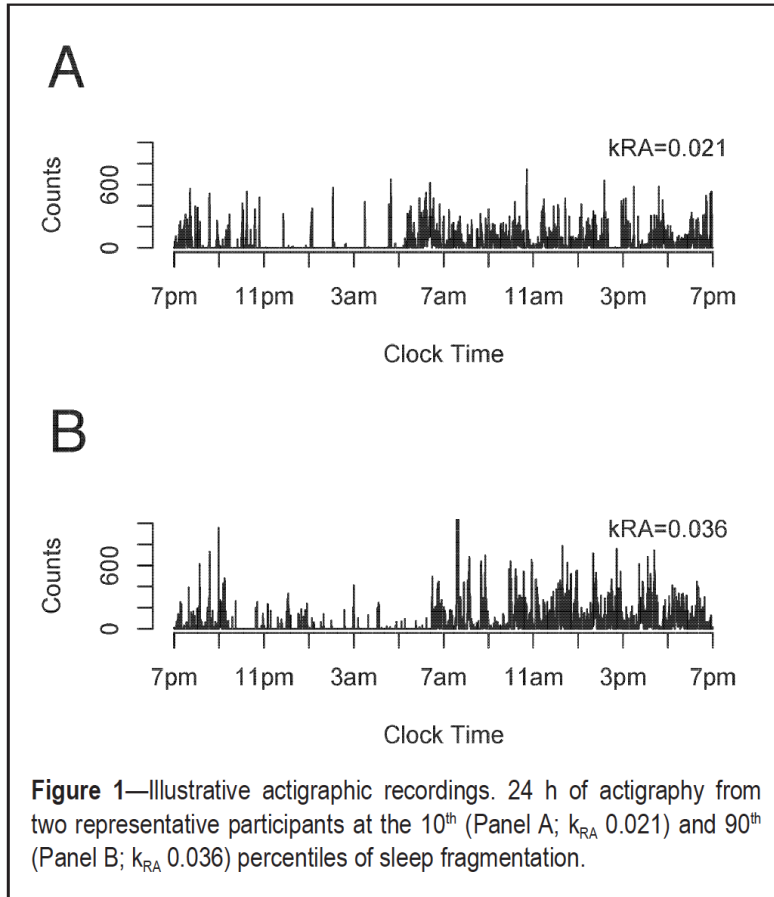 A
kRA=0.021
Counts
600
0
7pm 11pm 3am 7am 11am 3pm 7pm
Clock Time
B
kRA=0.036
Counts
600
0
7pm 11pm 3am 7am 11am 3pm 7pm
Clock Time
Figure 1—Illustrative actigraphic recordings. 24 h of actigraphy from
two representative participants at the 10th (Panel A; kRA 0.021) and 90th
(Panel B; kRA 0.036) percentiles of sleep fragmentation.